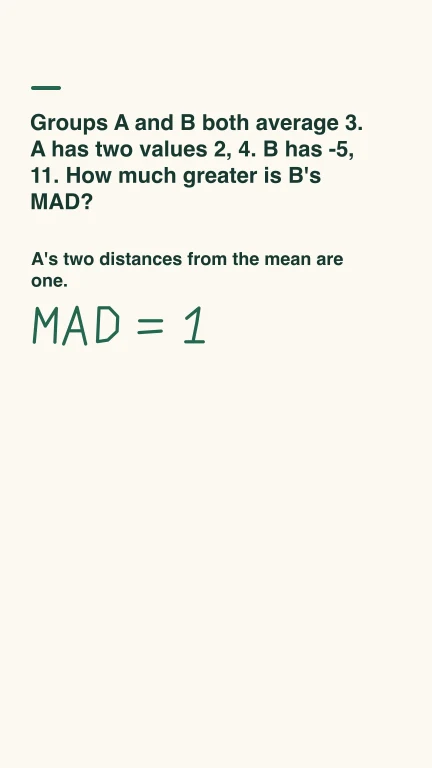 Groups A and B both average 3.
A has two values 2, 4. B has -5,
11. How much greater is B's
MAD?
A's two distances from the mean are
one.
MAD = 1